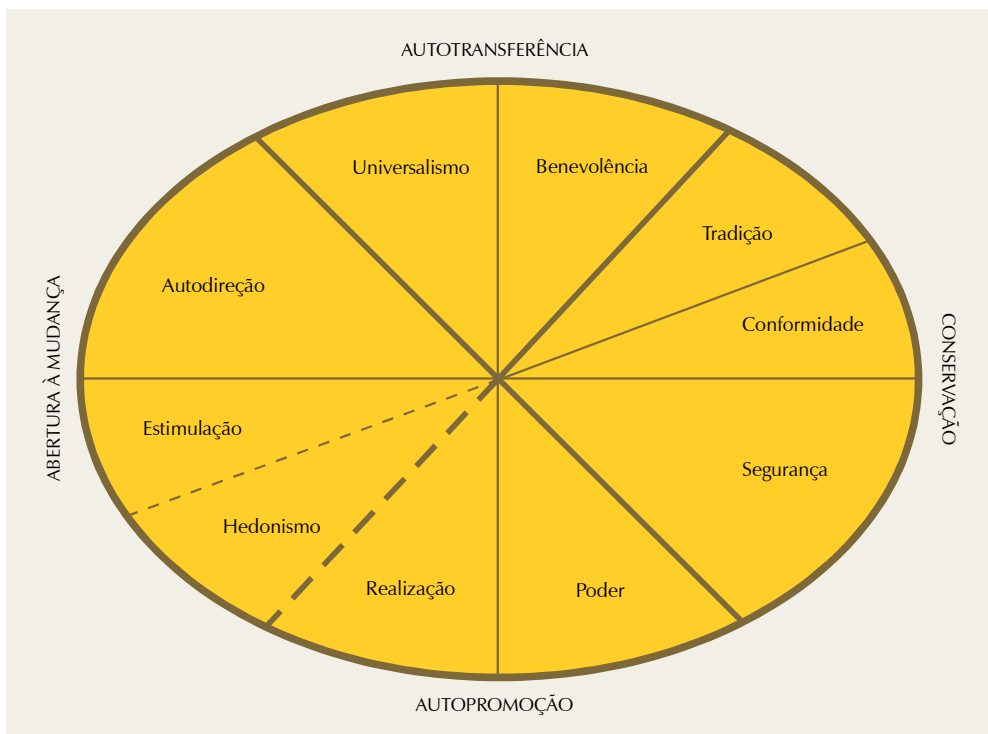 AUTOTRANSFERÊNCIA
Universalismo
Benevolência
Tradição
Autodireção
Conformidade
ABERTURA À MUDANÇA
CONSERVAÇÃO
Estimulação
Segurança
Hedonismo
Realização
Poder
AUTOPROMOÇÃO